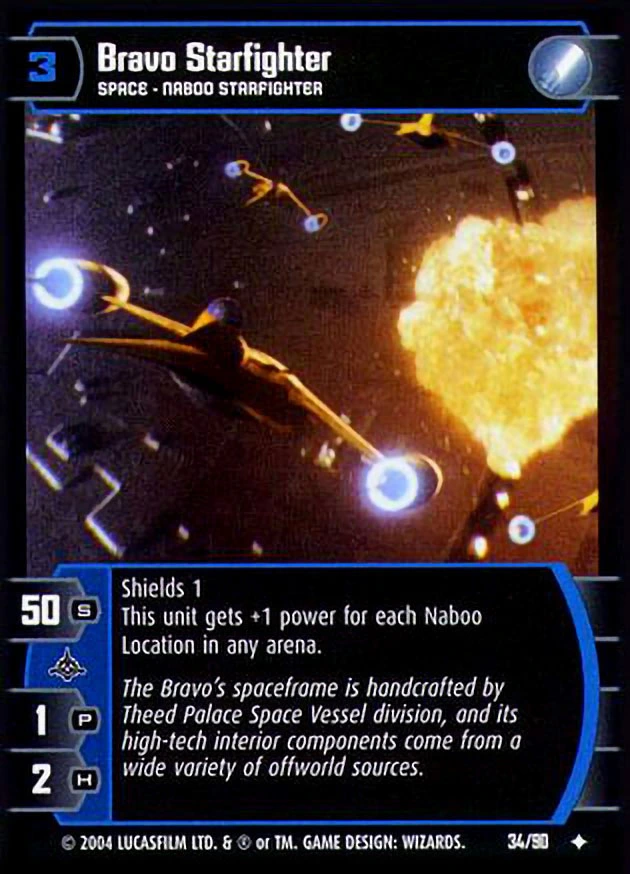 3
Bravo Starfighter
SPACE - NABOO STARFIGHTER
50 S
1 P
2 H
Shields 1
This unit gets +1 power for each Naboo
Location in any arena.
The Bravo's spaceframe is handcrafted by
Theed Palace Space Vessel division, and its
high-tech interior components come from a
wide variety of offworld sources.
© 2004 LUCASFILM LTD. & ® or TM. GAME DESIGN: WIZARDS. 34/90